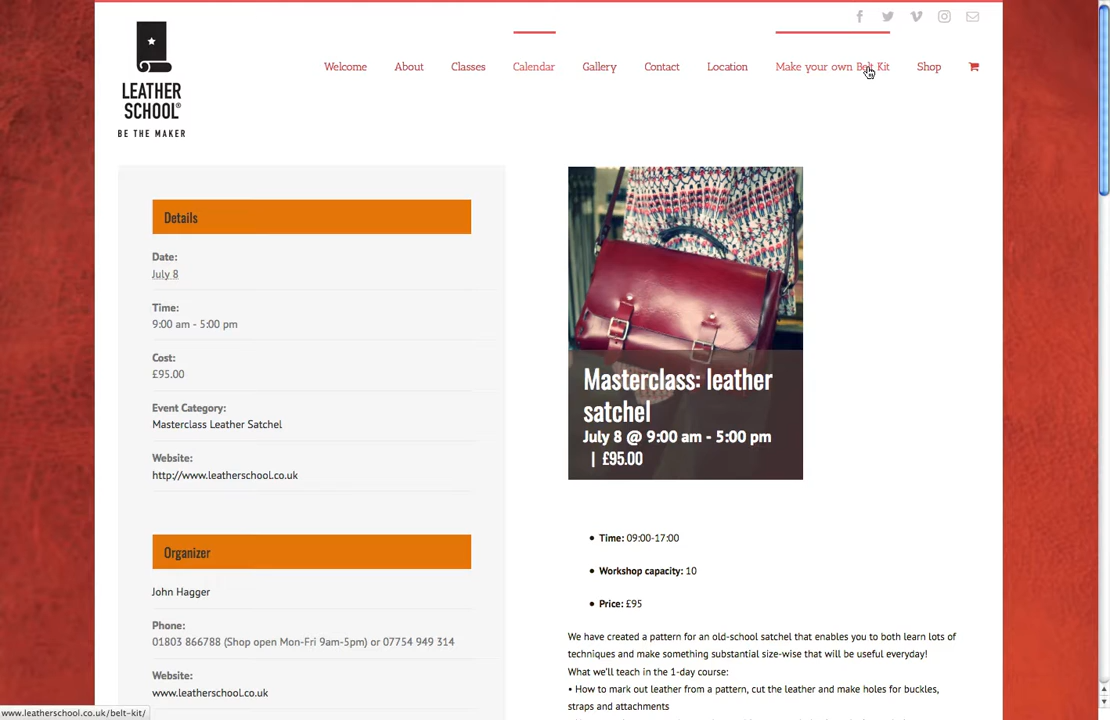 LEATHER
SCHOOL®
BE THE MAKER
Welcome
About
Classes
Calendar
Gallery
Contact
Location
Make your own Belt Kit
Shop
Details
Date:
July 8
Time:
9:00 am - 5:00 pm
Cost:
£95.00
Event Category:
Masterclass Leather Satchel
Website:
http://www.leatherschool.co.uk
Organizer
John Hagger
Phone:
01803 866788 (Shop open Mon-Fri 9am-5pm) or 07754 949 314
Website:
www.leatherschool.co.uk
Masterclass: leather
satchel
July 8 @ 9:00 am - 5:00 pm
| £95.00
• Time: 09:00-17:00
• Workshop capacity: 10
• Price: £95
We have created a pattern for an old-school satchel that enables you to both learn lots of
techniques and make something substantial size-wise that will be useful everyday!
What we'll teach in the 1-day course:
• How to mark out leather from a pattern, cut the leather and make holes for buckles,
straps and attachments
www.leatherschool.co.uk/belt-kit/